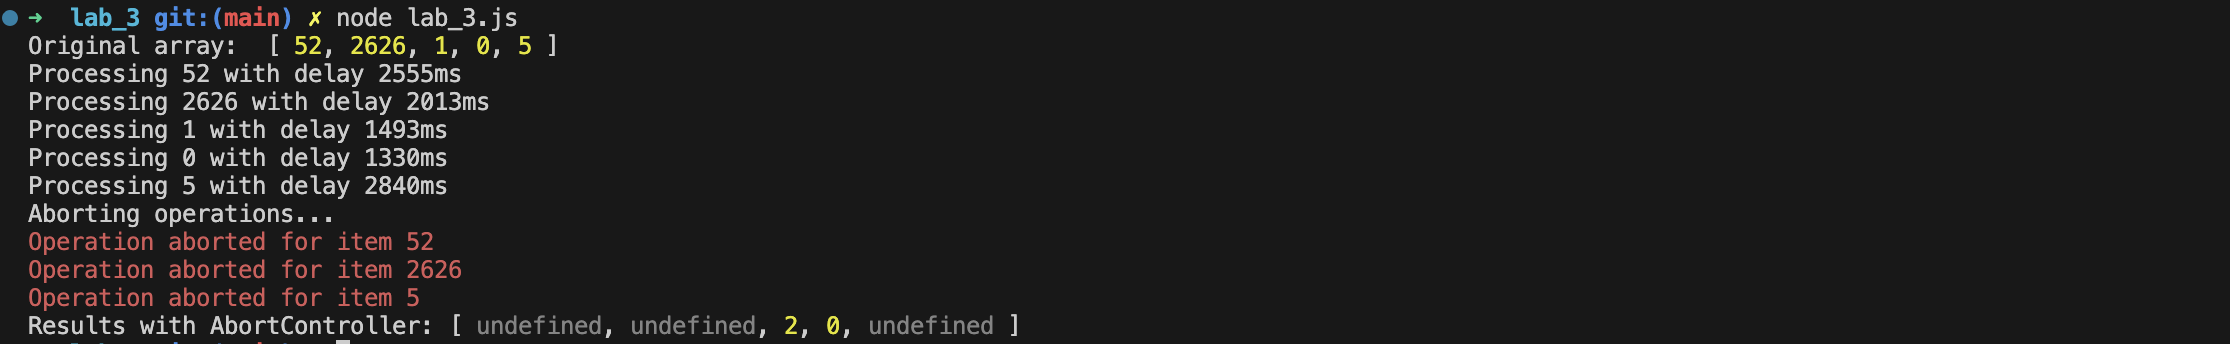 ➜ lab_3 git:(main) ✗ node lab_3.js
Original array:  [ 52, 2626, 1, 0, 5 ]
Processing 52 with delay 2555ms
Processing 2626 with delay 2013ms
Processing 1 with delay 1493ms
Processing 0 with delay 1330ms
Processing 5 with delay 2840ms
Aborting operations...
Operation aborted for item 52
Operation aborted for item 2626
Operation aborted for item 5
Results with AbortController: [ undefined, undefined, 2, 0, undefined ]